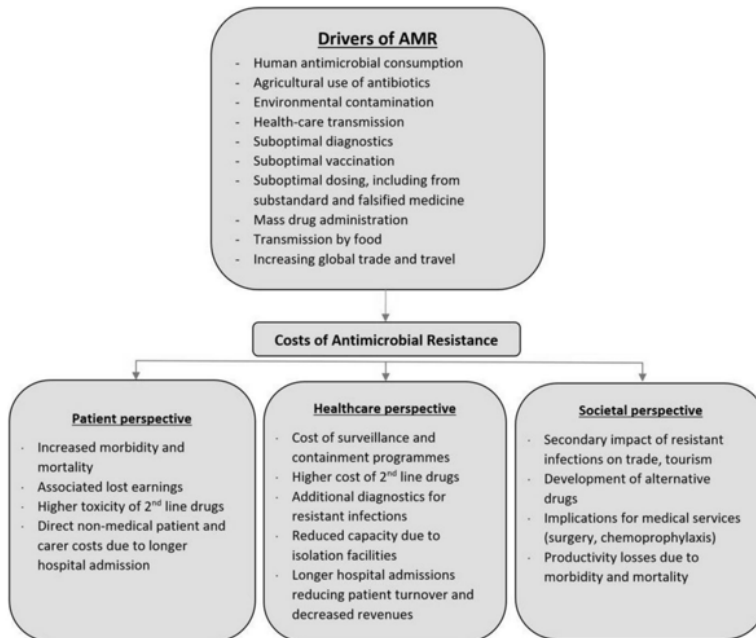 Drivers of AMR
- Human antimicrobial consumption
- Agricultural use of antibiotics
- Environmental contamination
- Health-care transmission
- Suboptimal diagnostics
- Suboptimal vaccination
- Suboptimal dosing, including from
substandard and falsified medicine
- Mass drug administration
- Transmission by food
- Increasing global trade and travel
Costs of Antimicrobial Resistance
Patient perspective
· Increased morbidity and
mortality
· Associated lost earnings
· Higher toxicity of 2nd line drugs
· Direct non-medical patient and
carer costs due to longer
hospital admission
Healthcare perspective
· Cost of surveillance and
containment programmes
· Higher cost of 2nd line drugs
· Additional diagnostics for
resistant infections
· Reduced capacity due to
isolation facilities
· Longer hospital admissions
reducing patient turnover and
decreased revenues
Societal perspective
· Secondary impact of resistant
infections on trade, tourism
· Development of alternative
drugs
· Implications for medical services
(surgery, chemoprophylaxis)
· Productivity losses due to
morbidity and mortality